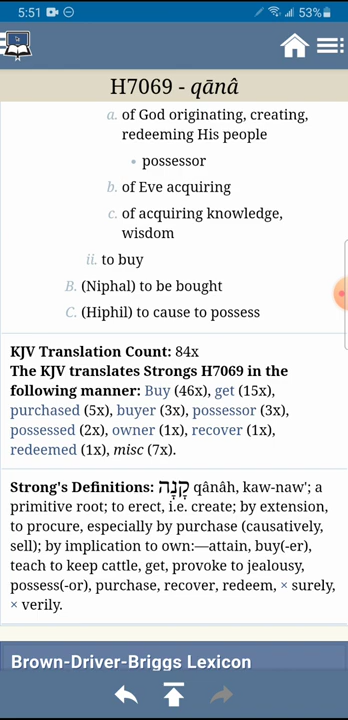 5:51
53%
H7069 - qānâ
a. of God originating, creating,
redeeming His people
• possessor
b. of Eve acquiring
c. of acquiring knowledge,
wisdom
ii. to buy
B. (Niphal) to be bought
C. (Hiphil) to cause to possess
KJV Translation Count: 84x
The KJV translates Strongs H7069 in the
following manner: Buy (46x), get (15x),
purchased (5x), buyer (3x), possessor (3x),
possessed (2x), owner (1x), recover (1x),
redeemed (1x), misc (7x).
Strong's Definitions: קָנָה qânâh, kaw-naw'; a
primitive root; to erect, i.e. create; by extension,
to procure, especially by purchase (causatively,
sell); by implication to own:—attain, buy(-er),
teach to keep cattle, get, provoke to jealousy,
possess(-or), purchase, recover, redeem, × surely,
× verily.
Brown-Driver-Briggs Lexicon